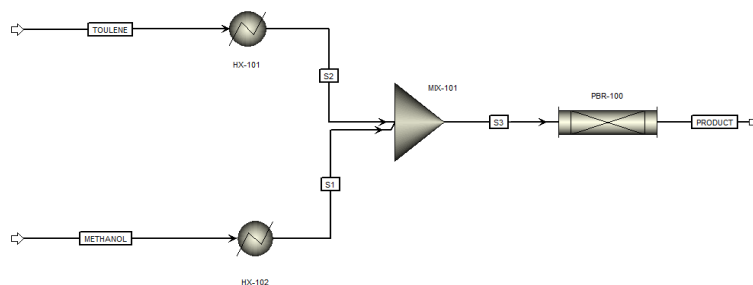 TOULENE
HX-101
S2
MIX-101
S3
PBR-100
PRODUCT
S1
METHANOL
HX-102